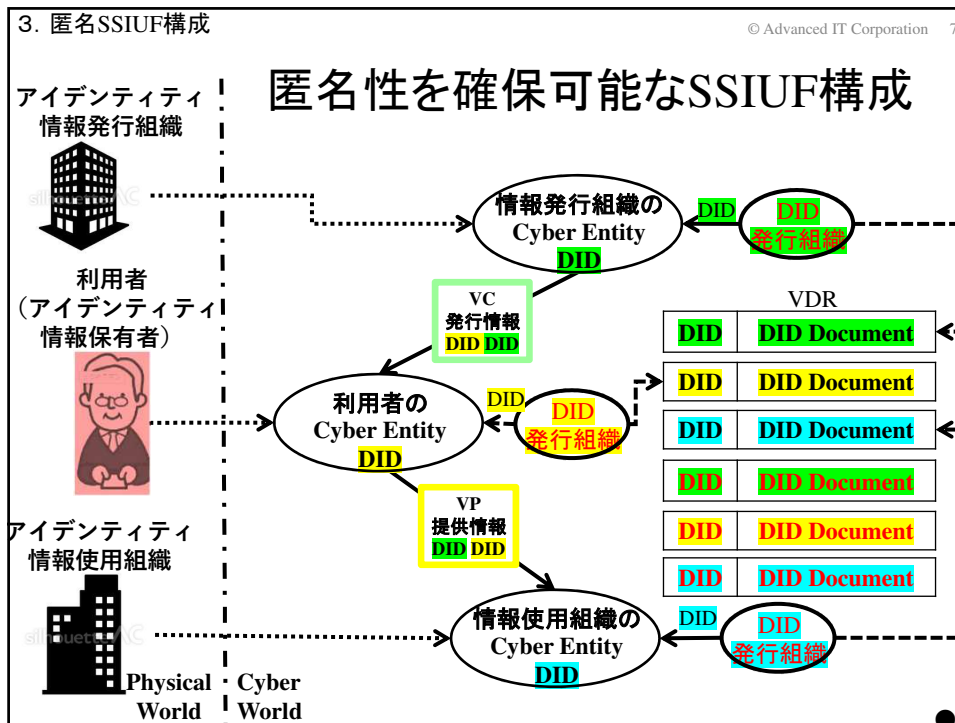 3．匿名SSIUF構成
© Advanced IT Corporation 7
匿名性を確保可能なSSIUF構成
アイデンティティ
情報発行組織
silhouetteAC
利用者
（アイデンティティ
情報保有者）
アイデンティティ
情報使用組織
silhouetteAC
Physical
World
Cyber
World
情報発行組織の
Cyber Entity
DID
DID
DID
発行組織
VC
発行情報
DID DID
利用者の
Cyber Entity
DID
DID
DID
発行組織
VP
提供情報
DID DID
情報使用組織の
Cyber Entity
DID
DID
DID
発行組織
VDR
DID DID Document
DID DID Document
DID DID Document
DID DID Document
DID DID Document
DID DID Document